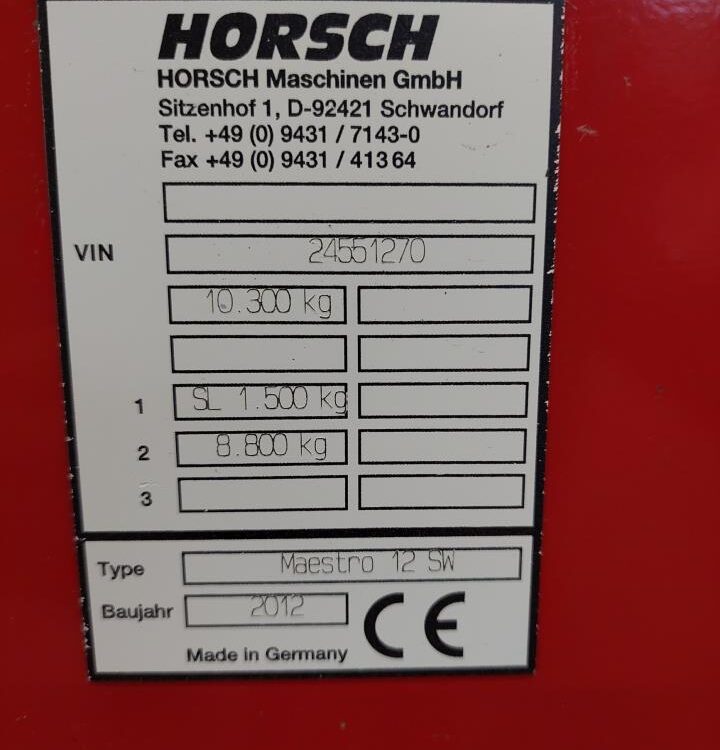 HORSCH
HORSCH Maschinen GmbH
Sitzenhof 1, D-92421 Schwandorf
Tel. +49 (0) 9431 / 7143-0
Fax +49 (0) 9431 / 41364
VIN 24551270
10.300 kg
1 SL 1.500 kg
2 8.800 kg
3
Type Maestro 12 SW
Baujahr 2012 CE
Made in Germany